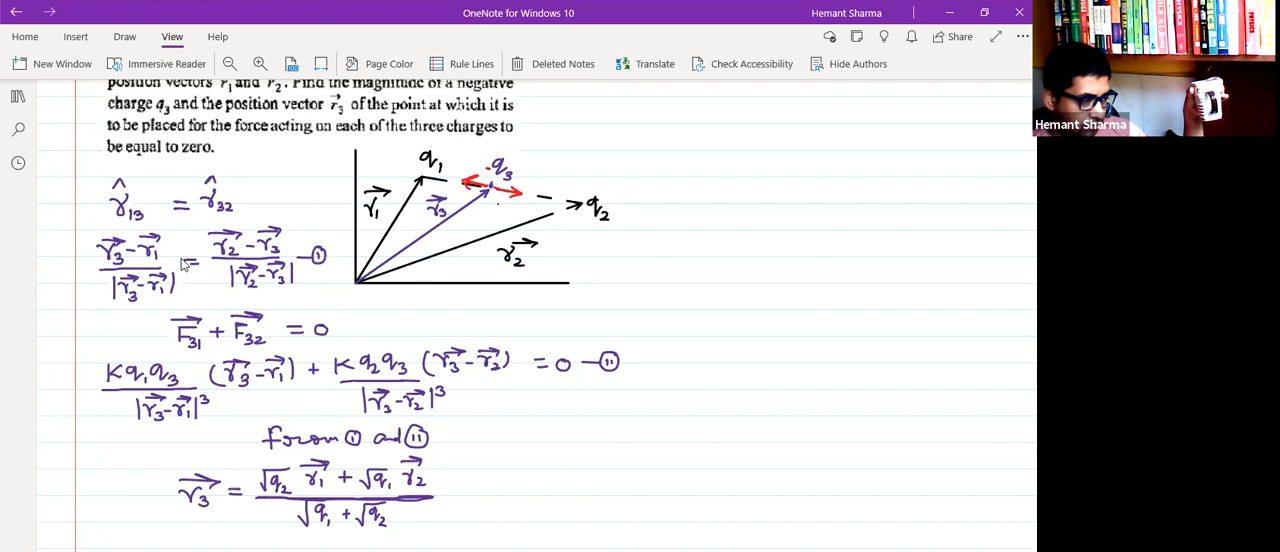 OneNote for Windows 10
Hemant Sharma
Home Insert Draw View Help
Share
New Window Immersive Reader Page Color Rule Lines Deleted Notes Translate Check Accessibility Hide Authors
position vectors r⃗₁ and r⃗₂. Find the magnitude of a negative
charge q₃ and the position vector r⃗₃ of the point at which it is
to be placed for the force acting on each of the three charges to
be equal to zero.
q₁
-q₃
r⃗₁
r⃗₃
q₂
r⃗₂
r̂₁₃ = r̂₃₂
(r⃗₃ - r⃗₁)/|r⃗₃ - r⃗₁| = (r⃗₂ - r⃗₃)/|r⃗₂ - r⃗₃| — Ⓘ
F⃗₃₁ + F⃗₃₂ = 0
Kq₁q₃/|r⃗₃ - r⃗₁|³ (r⃗₃ - r⃗₁) + Kq₂q₃/|r⃗₃ - r⃗₂|³ (r⃗₃ - r⃗₂) = 0 — ⓘⓘ
from ⓘ and ⓘⓘ
r⃗₃ = (√q₂ r⃗₁ + √q₁ r⃗₂)/(√q₁ + √q₂)
PHYSICS
Hemant Sharma